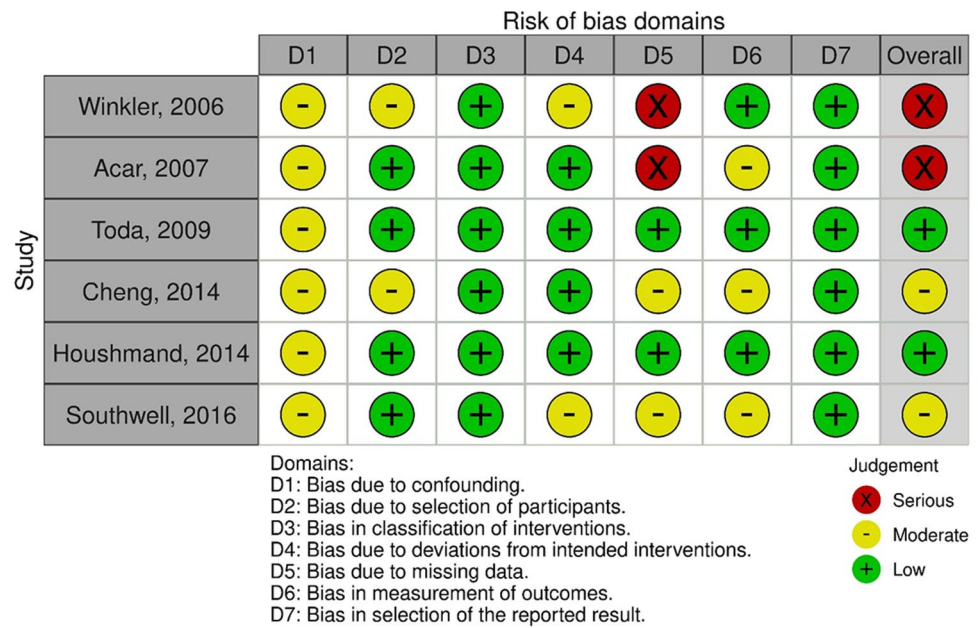 Risk of bias domains
D1 D2 D3 D4 D5 D6 D7 Overall
Study
Winkler, 2006 - - + - X + + X
Acar, 2007 - + + + X - + X
Toda, 2009 - + + + + + + +
Cheng, 2014 - - + + - - + -
Houshmand, 2014 - + + + + + + +
Southwell, 2016 - + + - - - + -
Domains:
D1: Bias due to confounding.
D2: Bias due to selection of participants.
D3: Bias in classification of interventions.
D4: Bias due to deviations from intended interventions.
D5: Bias due to missing data.
D6: Bias in measurement of outcomes.
D7: Bias in selection of the reported result.
Judgement
X Serious
- Moderate
+ Low